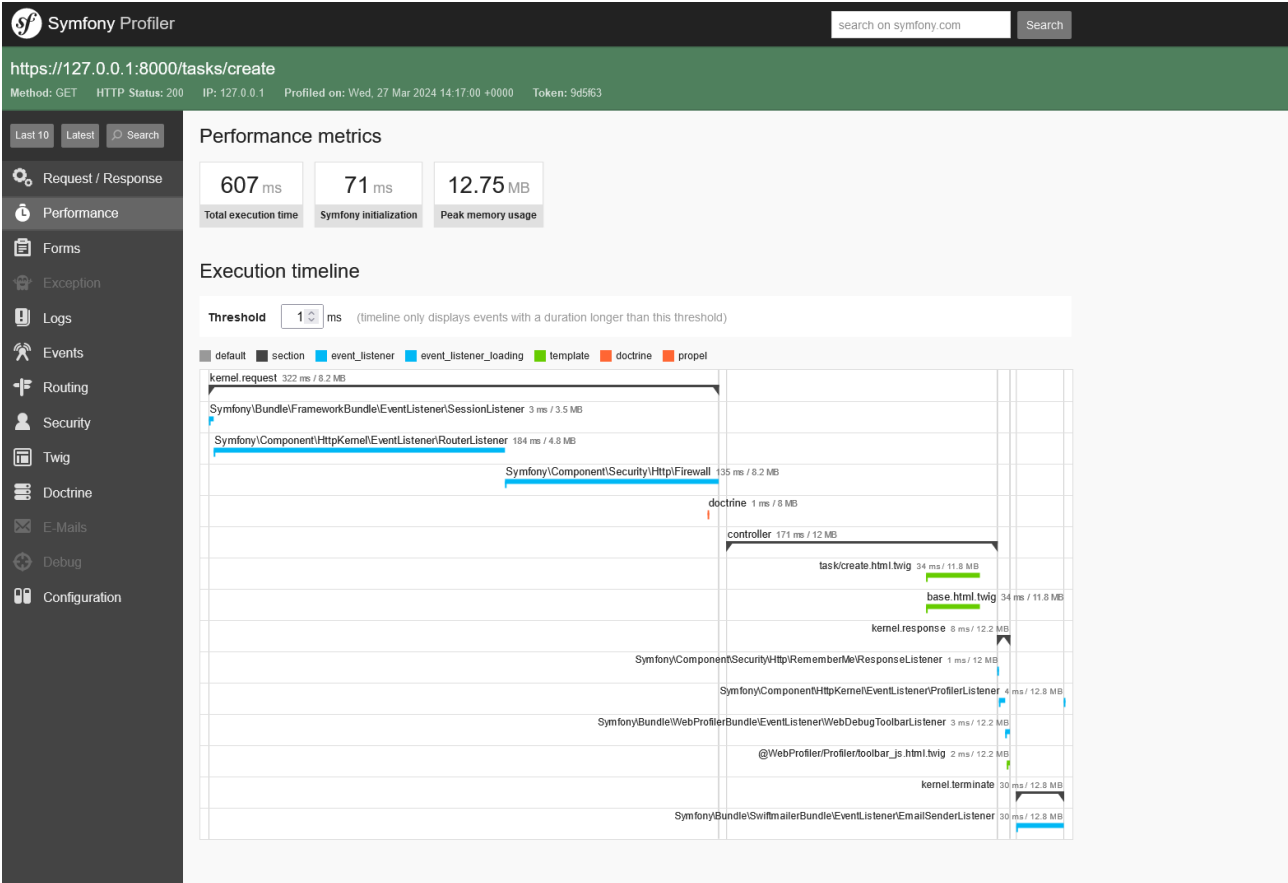 Symfony Profiler
search on symfony.com
Search
https://127.0.0.1:8000/tasks/create
Method: GET HTTP Status: 200 IP: 127.0.0.1 Profiled on: Wed, 27 Mar 2024 14:17:00 +0000 Token: 9d5f63
Last 10 Latest Search
Request / Response
Performance
Forms
Exception
Logs
Events
Routing
Security
Twig
Doctrine
E-Mails
Debug
Configuration
Performance metrics
607 ms
Total execution time
71 ms
Symfony initialization
12.75 MB
Peak memory usage
Execution timeline
Threshold 1 ms (timeline only displays events with a duration longer than this threshold)
default section event_listener event_listener_loading template doctrine propel
kernel.request 322 ms / 8.2 MB
Symfony\Bundle\FrameworkBundle\EventListener\SessionListener 3 ms / 3.5 MB
Symfony\Component\HttpKernel\EventListener\RouterListener 184 ms / 4.8 MB
Symfony\Component\Security\Http\Firewall 135 ms / 8.2 MB
doctrine 1 ms / 8 MB
controller 171 ms / 12 MB
task/create.html.twig 34 ms / 11.8 MB
base.html.twig 34 ms / 11.8 MB
kernel.response 8 ms / 12.2 MB
Symfony\Component\Security\Http\RememberMe\ResponseListener 1 ms / 12 MB
Symfony\Component\HttpKernel\EventListener\ProfilerListener 4 ms / 12.8 MB
Symfony\Bundle\WebProfilerBundle\EventListener\WebDebugToolbarListener 3 ms / 12.2 MB
@WebProfiler/Profiler/toolbar_js.html.twig 2 ms / 12.2 MB
kernel.terminate 30 ms / 12.8 MB
Symfony\Bundle\SwiftmailerBundle\EventListener\EmailSenderListener 30 ms / 12.8 MB